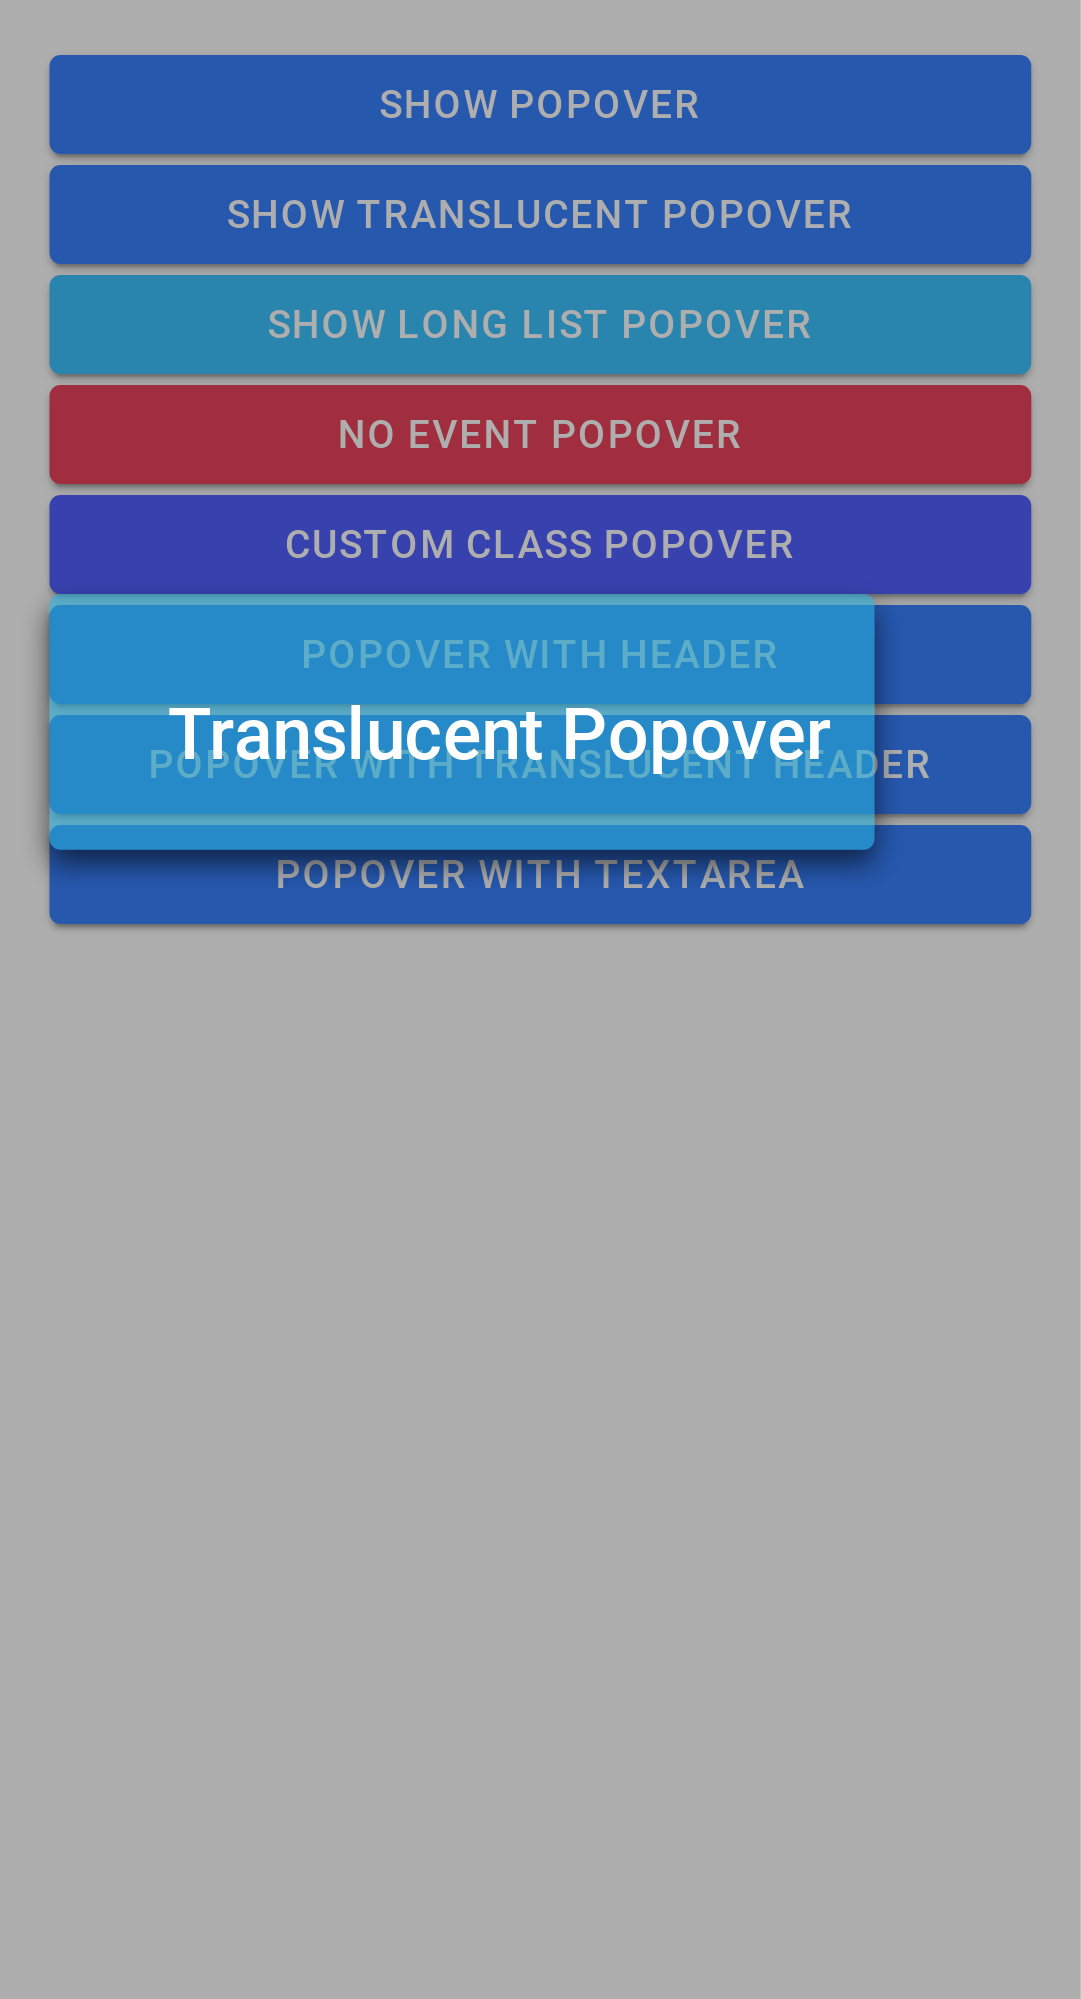 SHOW POPOVER
SHOW TRANSLUCENT POPOVER
SHOW LONG LIST POPOVER
NO EVENT POPOVER
CUSTOM CLASS POPOVER
POPOVER WITH HEADER
Translucent Popover
POPOVER WITH TRANSLUCENT HEADER
POPOVER WITH TEXTAREA